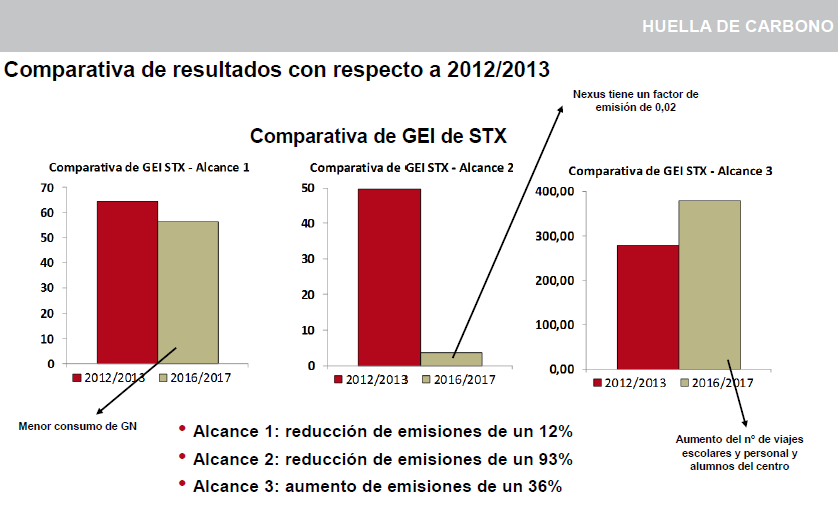 HUELLA DE CARBONO
Comparativa de resultados con respecto a 2012/2013
Nexus tiene un factor de
emisión de 0,02
Comparativa de GEI de STX
Comparativa de GEI STX - Alcance 1
70
60
50
40
30
20
10
0
2012/2013 2016/2017
Menor consumo de GN
Comparativa de GEI STX - Alcance 2
50
40
30
20
10
0
2012/2013 2016/2017
Comparativa de GEI STX - Alcance 3
400,00
300,00
200,00
100,00
0,00
2012/2013 2016/2017
Aumento del nº de viajes
escolares y personal y
alumnos del centro
• Alcance 1: reducción de emisiones de un 12%
• Alcance 2: reducción de emisiones de un 93%
• Alcance 3: aumento de emisiones de un 36%